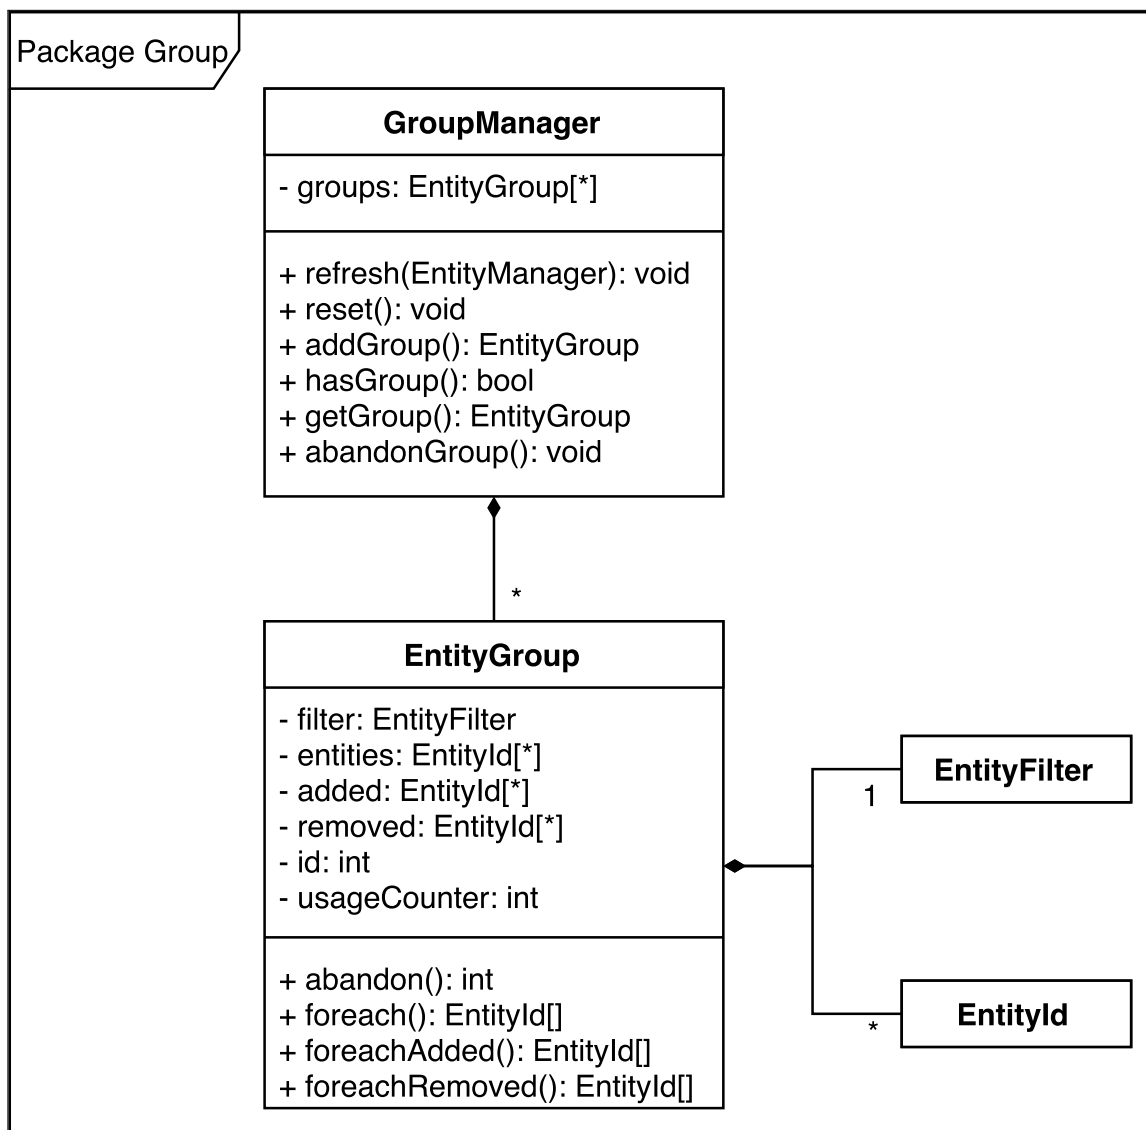 Package Group
GroupManager
- groups: EntityGroup[*]
+ refresh(EntityManager): void
+ reset(): void
+ addGroup(): EntityGroup
+ hasGroup(): bool
+ getGroup(): EntityGroup
+ abandonGroup(): void
*
EntityGroup
- filter: EntityFilter
- entities: EntityId[*]
- added: EntityId[*]
- removed: EntityId[*]
- id: int
- usageCounter: int
+ abandon(): int
+ foreach(): EntityId[]
+ foreachAdded(): EntityId[]
+ foreachRemoved(): EntityId[]
EntityFilter
1
EntityId
*